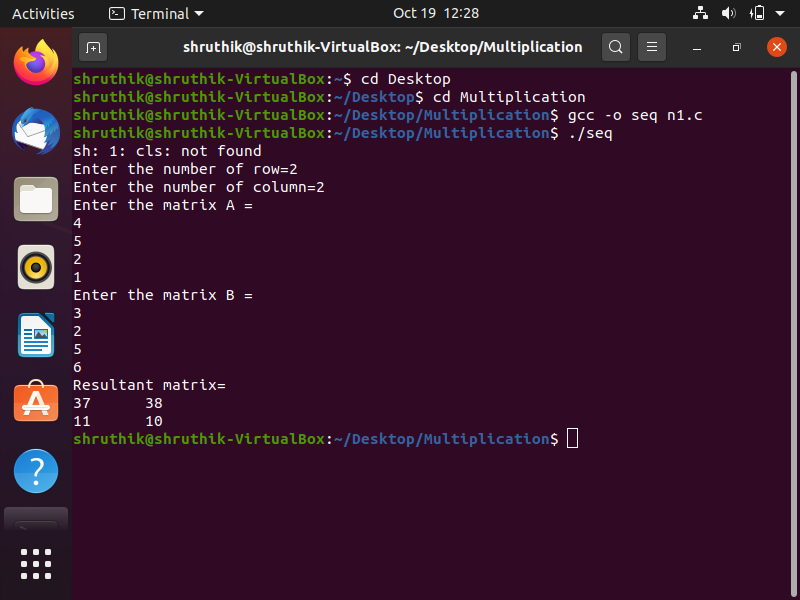 Activities Terminal Oct 19 12:28
shruthik@shruthik-VirtualBox: ~/Desktop/Multiplication
shruthik@shruthik-VirtualBox:~$ cd Desktop
shruthik@shruthik-VirtualBox:~/Desktop$ cd Multiplication
shruthik@shruthik-VirtualBox:~/Desktop/Multiplication$ gcc -o seq n1.c
shruthik@shruthik-VirtualBox:~/Desktop/Multiplication$ ./seq
sh: 1: cls: not found
Enter the number of row=2
Enter the number of column=2
Enter the matrix A =
4
5
2
1
Enter the matrix B =
3
2
5
6
Resultant matrix=
37 38
11 10
shruthik@shruthik-VirtualBox:~/Desktop/Multiplication$